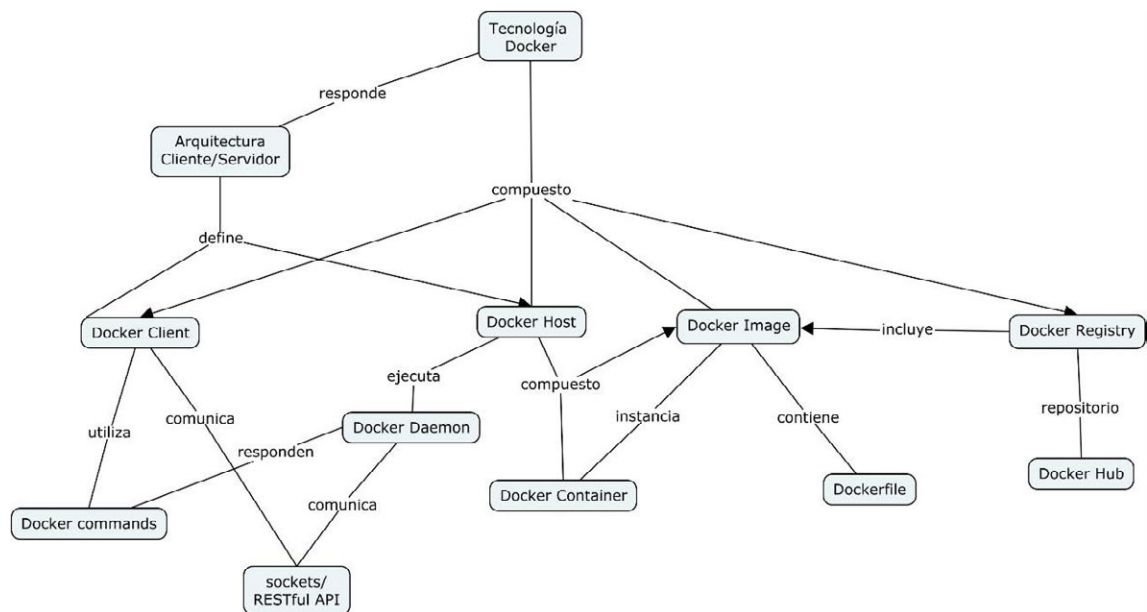 Tecnología
Docker
responde
Arquitectura
Cliente/Servidor
compuesto
define
Docker Client
Docker Host
Docker Image
incluye
Docker Registry
ejecuta
compuesto
comunica
instancia
contiene
repositorio
utiliza
Docker Daemon
responden
Docker Container
Dockerfile
Docker Hub
comunica
Docker commands
sockets/
RESTful API